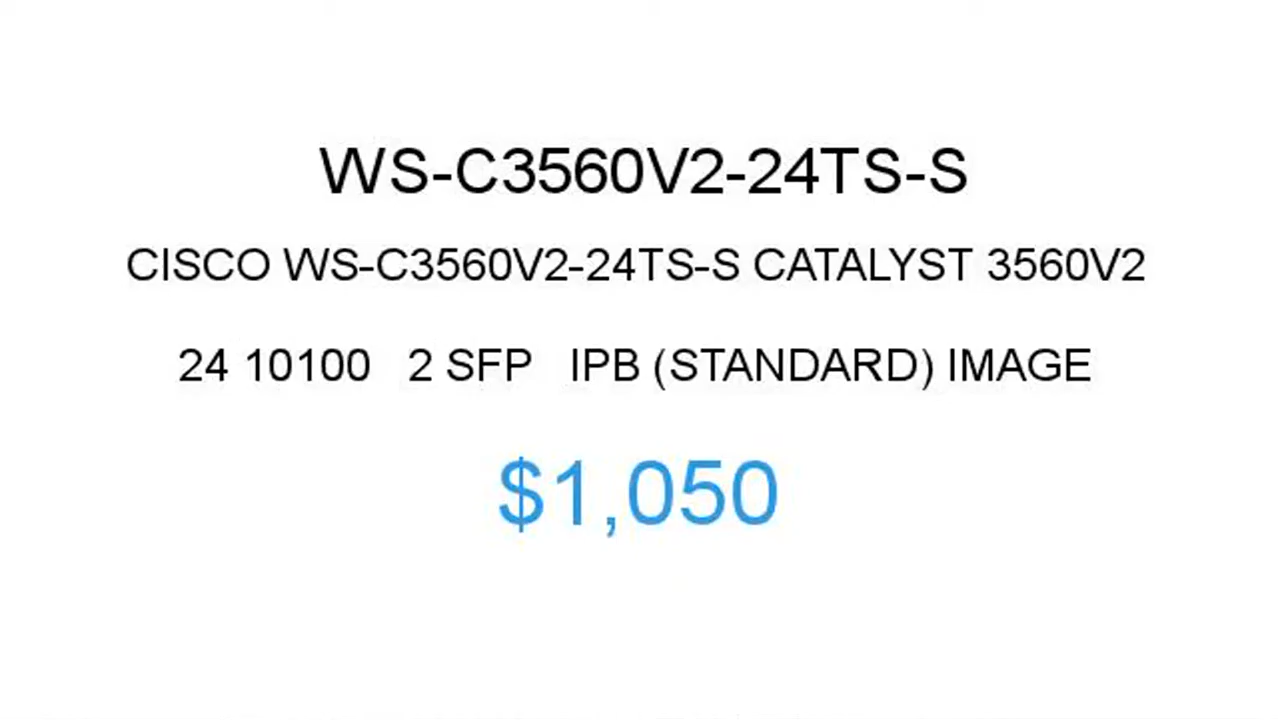 WS-C3560V2-24TS-S
CISCO WS-C3560V2-24TS-S CATALYST 3560V2
24 10100 2 SFP IPB (STANDARD) IMAGE
$1,050